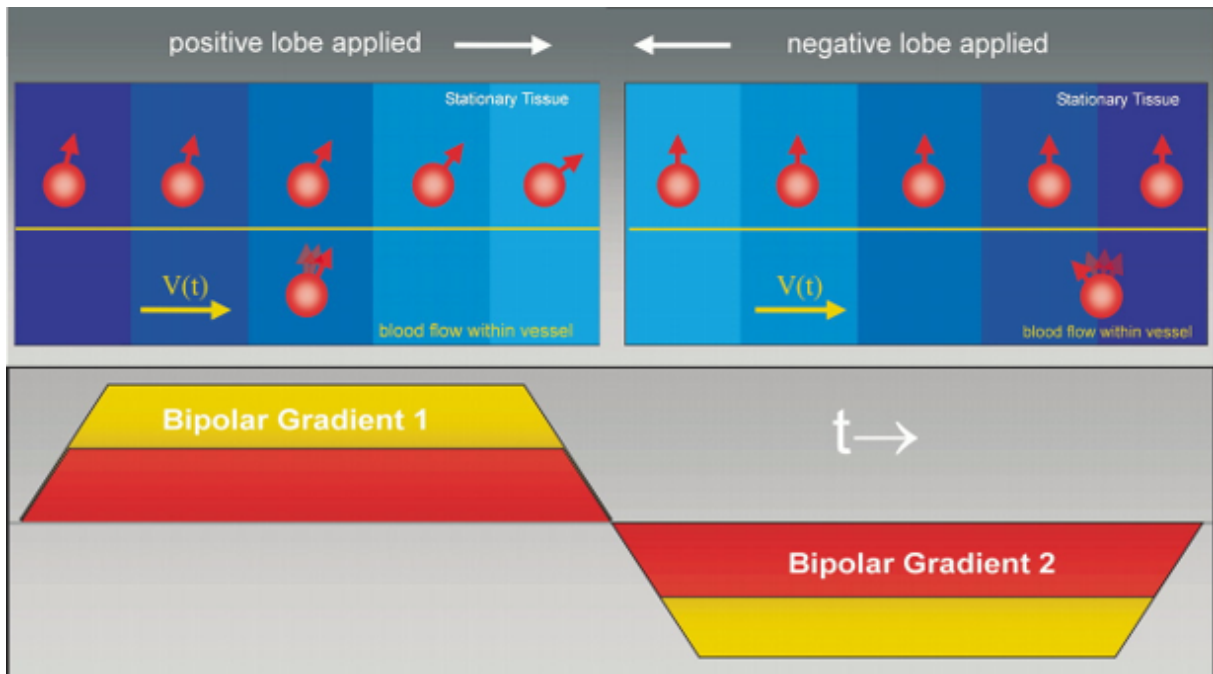 positive lobe applied
negative lobe applied
Stationary Tissue
Stationary Tissue
V(t)
blood flow within vessel
V(t)
blood flow within vessel
Bipolar Gradient 1
t→
Bipolar Gradient 2